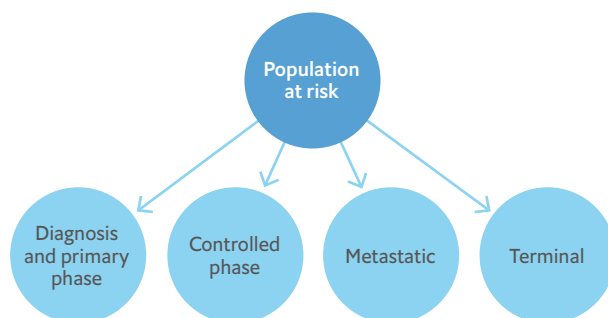 Population
at risk
Diagnosis
and primary
phase
Controlled
phase
Metastatic
Terminal